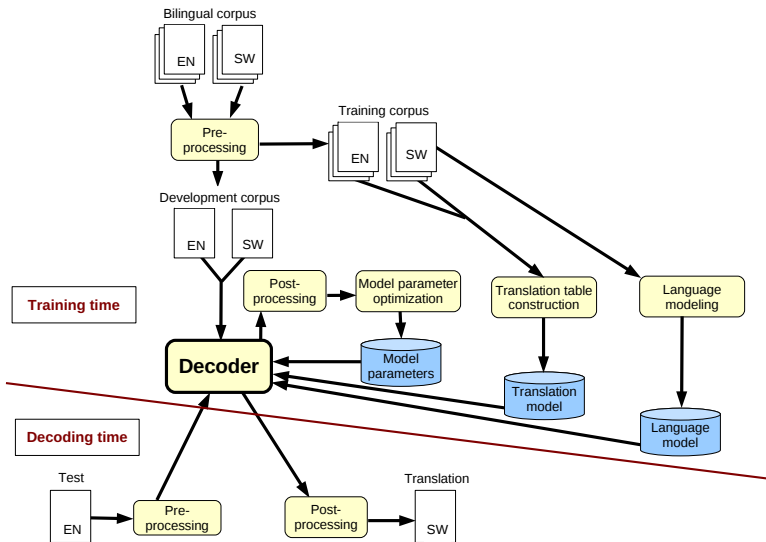 Bilingual corpus
EN
SW
Training corpus
Pre-
processing
EN
SW
Development corpus
EN
SW
Post-
processing
Model parameter
optimization
Translation table
construction
Language
modeling
Training time
Decoder
Model
parameters
Translation
model
Language
model
Decoding time
Test
EN
Pre-
processing
Post-
processing
Translation
SW